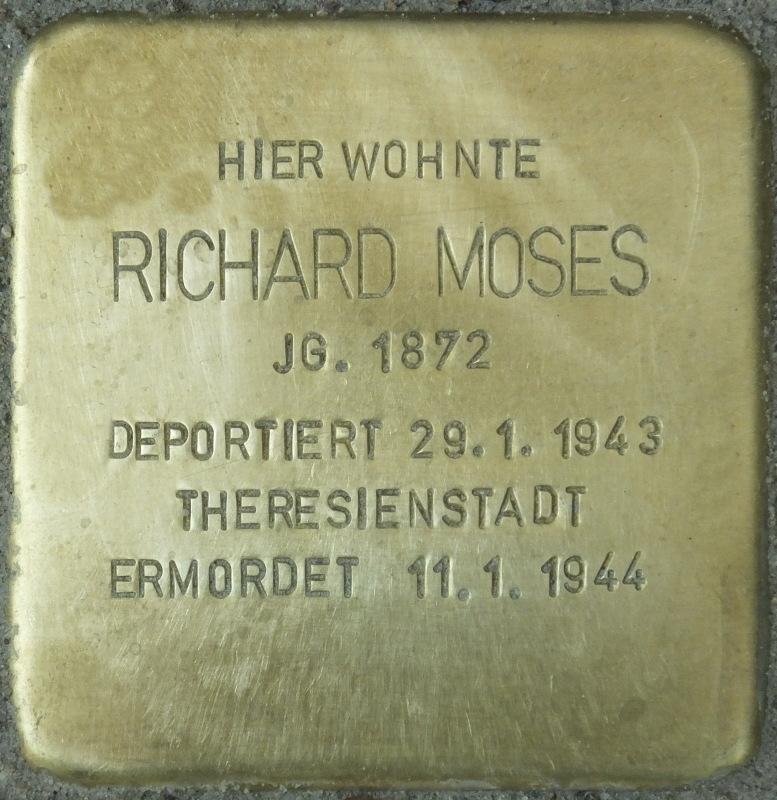 HIER WOHNTE
RICHARD MOSES
JG. 1872
DEPORTIERT 29.1.1943
THERESIENSTADT
ERMORDET 11.1.1944